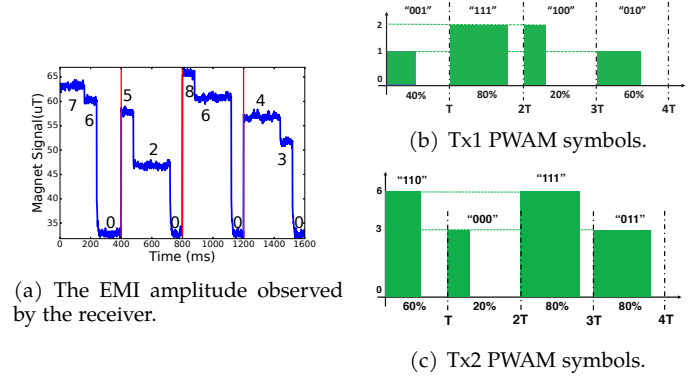 65
60
55
50
45
40
35
Magnet Signal(uT)
7
6
0
5
2
0
8
6
0
4
3
0
0 200 400 600 800 1000 1200 1400 1600
Time (ms)
(a) The EMI amplitude observed
by the receiver.
"001" "111" "100" "010"
2
1
0
40% T 80% 2T 20% 3T 60% 4T
(b) Tx1 PWAM symbols.
"110" "000" "111" "011"
6
3
0
60% T 20% 2T 80% 3T 80% 4T
(c) Tx2 PWAM symbols.